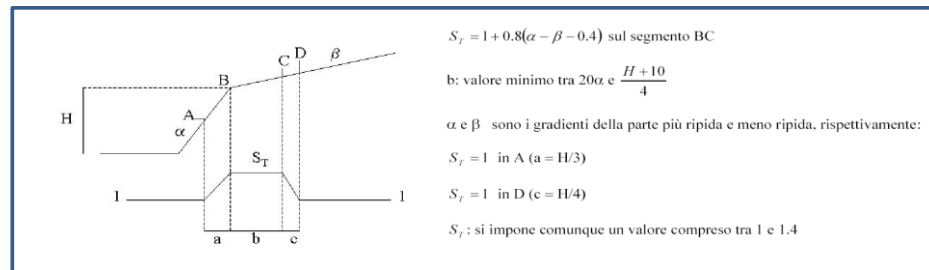 S_T = 1 + 0.8(α − β − 0.4) sul segmento BC
b: valore minimo tra 20α e (H + 10)/4
α e β sono i gradienti della parte più ripida e meno ripida, rispettivamente:
S_T = 1 in A (a = H/3)
S_T = 1 in D (c = H/4)
S_T : si impone comunque un valore compreso tra 1 e 1.4
C D β
B
H
A
α
S_T
1 1
a b c